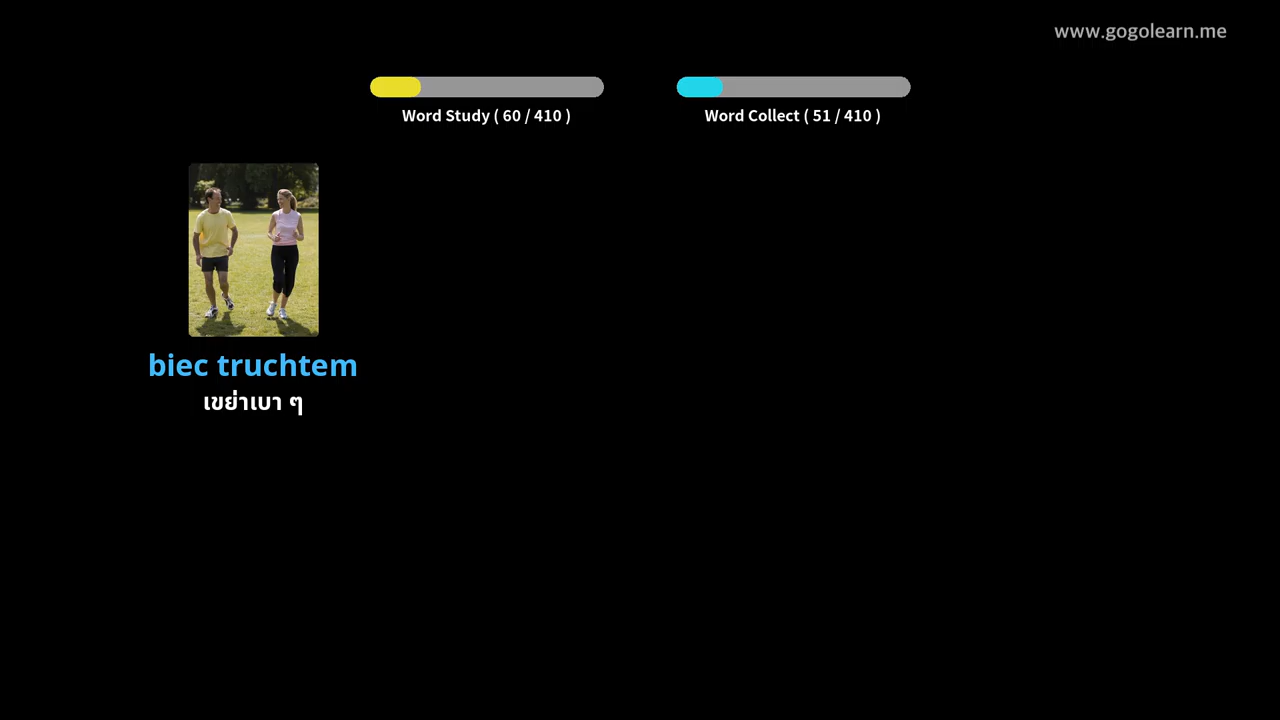 www.gogolearn.me
Word Study ( 60 / 410 )
Word Collect ( 51 / 410 )
biec truchtem
เขย่าเบา ๆ